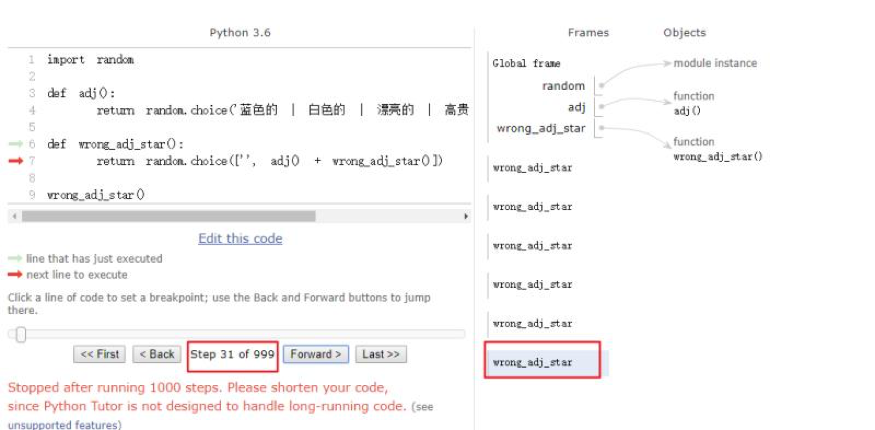 Python 3.6
1 import random
2
3 def adj():
4 return random.choice('蓝色的 | 白色的 | 漂亮的 | 高贵
5
6 def wrong_adj_star():
7 return random.choice(['', adj() + wrong_adj_star()])
8
9 wrong_adj_star()
Edit this code
line that has just executed
next line to execute
Click a line of code to set a breakpoint; use the Back and Forward buttons to jump
there.
<< First < Back Step 31 of 999 Forward > Last >>
Stopped after running 1000 steps. Please shorten your code,
since Python Tutor is not designed to handle long-running code. (see
unsupported features)
Frames Objects
Global frame
random
adj
wrong_adj_star
module instance
function
adj()
function
wrong_adj_star()
wrong_adj_star
wrong_adj_star
wrong_adj_star
wrong_adj_star
wrong_adj_star
wrong_adj_star